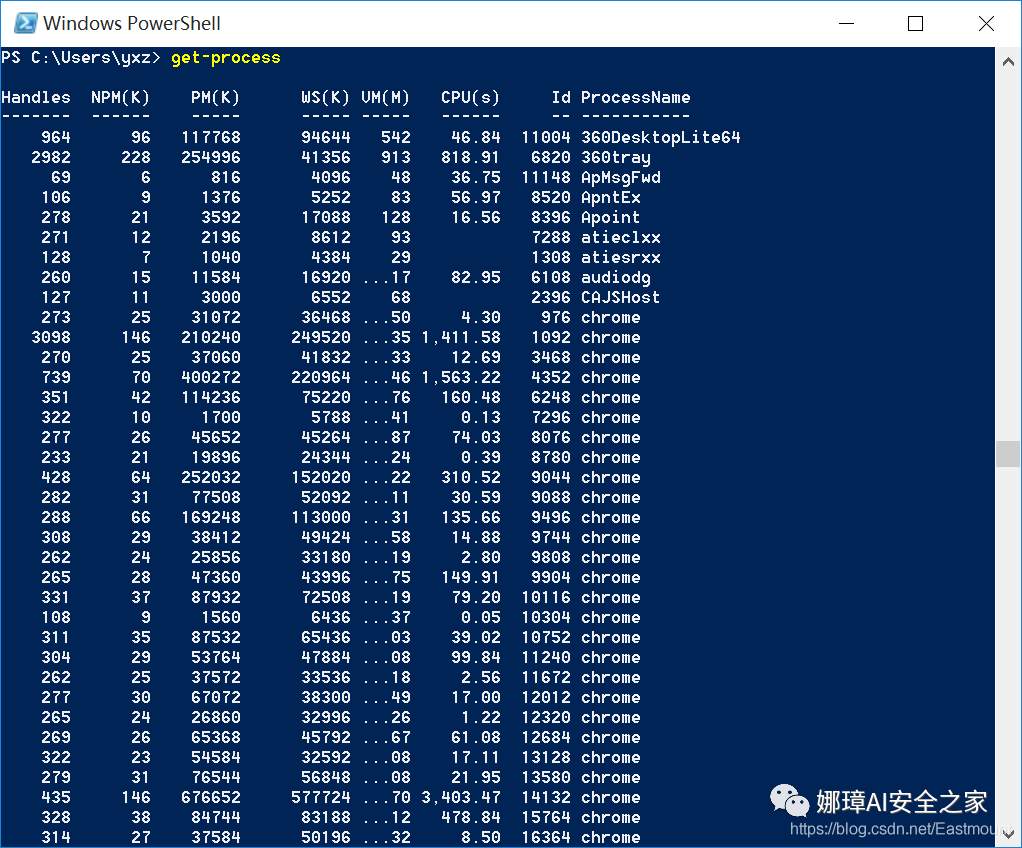 Windows PowerShell
PS C:\Users\yxz> get-process
Handles NPM(K) PM(K) WS(K) VM(M) CPU(s) Id ProcessName
------- ------ ----- ----- ----- ------ -- -----------
964 96 117768 94644 542 46.84 11004 360DesktopLite64
2982 228 254996 41356 913 818.91 6820 360tray
69 6 816 4096 48 36.75 11148 ApMsgFwd
106 9 1376 5252 83 56.97 8520 ApntEx
278 21 3592 17088 128 16.56 8396 Apoint
271 12 2196 8612 93 7288 atieclxx
128 7 1040 4384 29 1308 atiesrxx
260 15 11584 16920 ...17 82.95 6108 audiodg
127 11 3000 6552 68 2396 CAJSHost
273 25 31072 36468 ...50 4.30 976 chrome
3098 146 210240 249520 ...35 1,411.58 1092 chrome
270 25 37060 41832 ...33 12.69 3468 chrome
739 70 400272 220964 ...46 1,563.22 4352 chrome
351 42 114236 75220 ...76 160.48 6248 chrome
322 10 1700 5788 ...41 0.13 7296 chrome
277 26 45652 45264 ...87 74.03 8076 chrome
233 21 19896 24344 ...24 0.39 8780 chrome
428 64 252032 152020 ...22 310.52 9044 chrome
282 31 77508 52092 ...11 30.59 9088 chrome
288 66 169248 113000 ...31 135.66 9496 chrome
308 29 38412 49424 ...58 14.88 9744 chrome
262 24 25856 33180 ...19 2.80 9808 chrome
265 28 47360 43996 ...75 149.91 9904 chrome
331 37 87932 72508 ...19 79.20 10116 chrome
108 9 1560 6436 ...37 0.05 10304 chrome
311 35 87532 65436 ...03 39.02 10752 chrome
304 29 53764 47884 ...08 99.84 11240 chrome
262 25 37572 33536 ...18 2.56 11672 chrome
277 30 67072 38300 ...49 17.00 12012 chrome
265 24 26860 32996 ...26 1.22 12320 chrome
269 26 65368 45792 ...67 61.08 12684 chrome
322 23 54584 32592 ...08 17.11 13128 chrome
279 31 76544 56848 ...08 21.95 13580 chrome
435 146 676652 577724 ...70 3,403.47 14132 chrome
328 38 84744 83188 ...12 478.84 15764 chrome
314 27 37584 50196 ...32 8.50 16364 chrome
娜璋AI安全之家
https://blog.csdn.net/Eastmount